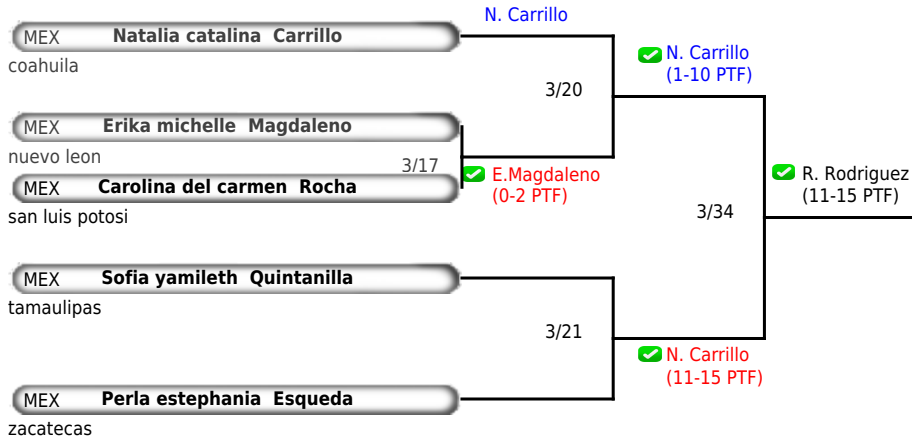 N. Carrillo
MEX Natalia catalina Carrillo
coahuila
N. Carrillo
(1-10 PTF)
3/20
MEX Erika michelle Magdaleno
nuevo leon
3/17
E.Magdaleno
(0-2 PTF)
R. Rodriguez
(11-15 PTF)
MEX Carolina del carmen Rocha
san luis potosi
3/34
MEX Sofia yamileth Quintanilla
tamaulipas
3/21
N. Carrillo
(11-15 PTF)
MEX Perla estephania Esqueda
zacatecas